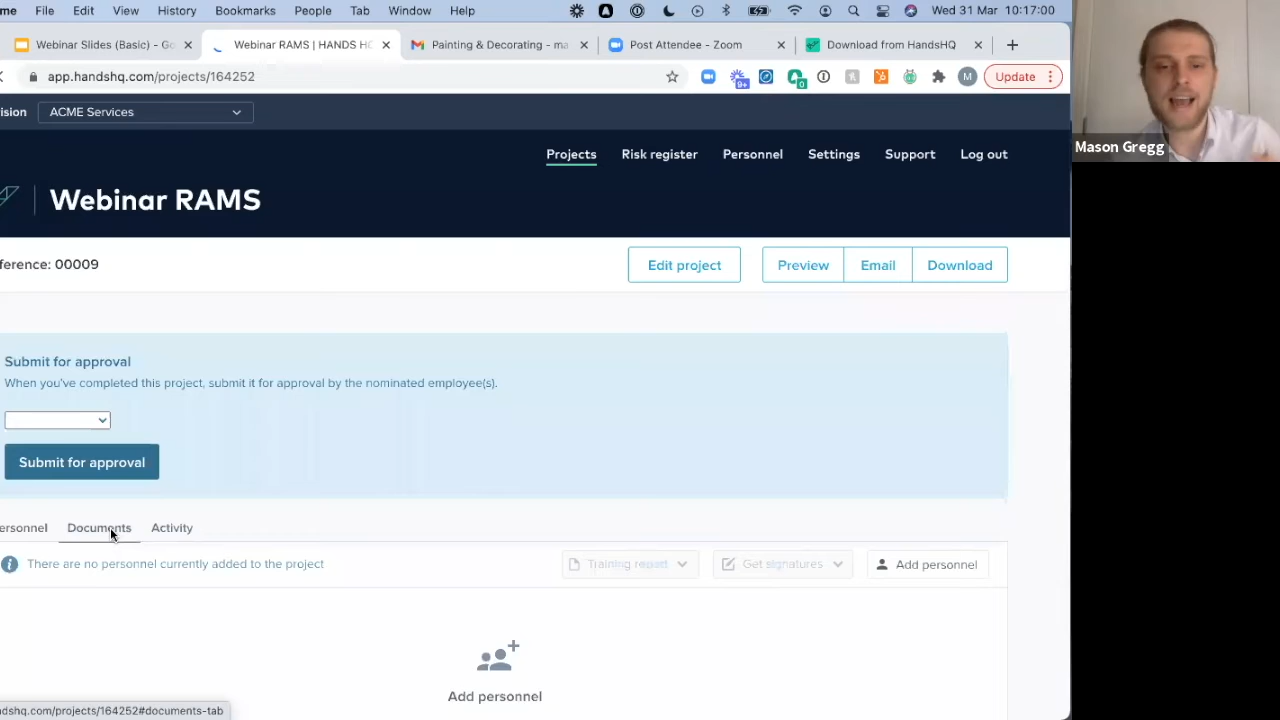 me File Edit View History Bookmarks People Tab Window Help Wed 31 Mar 10:17:00
Webinar Slides (Basic) – Go Webinar RAMS | HANDS HQ Painting & Decorating - ma Post Attendee - Zoom Download from HandsHQ
app.handshq.com/projects/164252 9+ 0 M Update
ision ACME Services
Projects Risk register Personnel Settings Support Log out
Webinar RAMS
ference: 00009 Edit project Preview Email Download
Submit for approval
When you've completed this project, submit it for approval by the nominated employee(s).
Submit for approval
ersonnel Documents Activity
There are no personnel currently added to the project Training report Get signatures Add personnel
Add personnel
ndshq.com/projects/164252#documents-tab
Mason Gregg